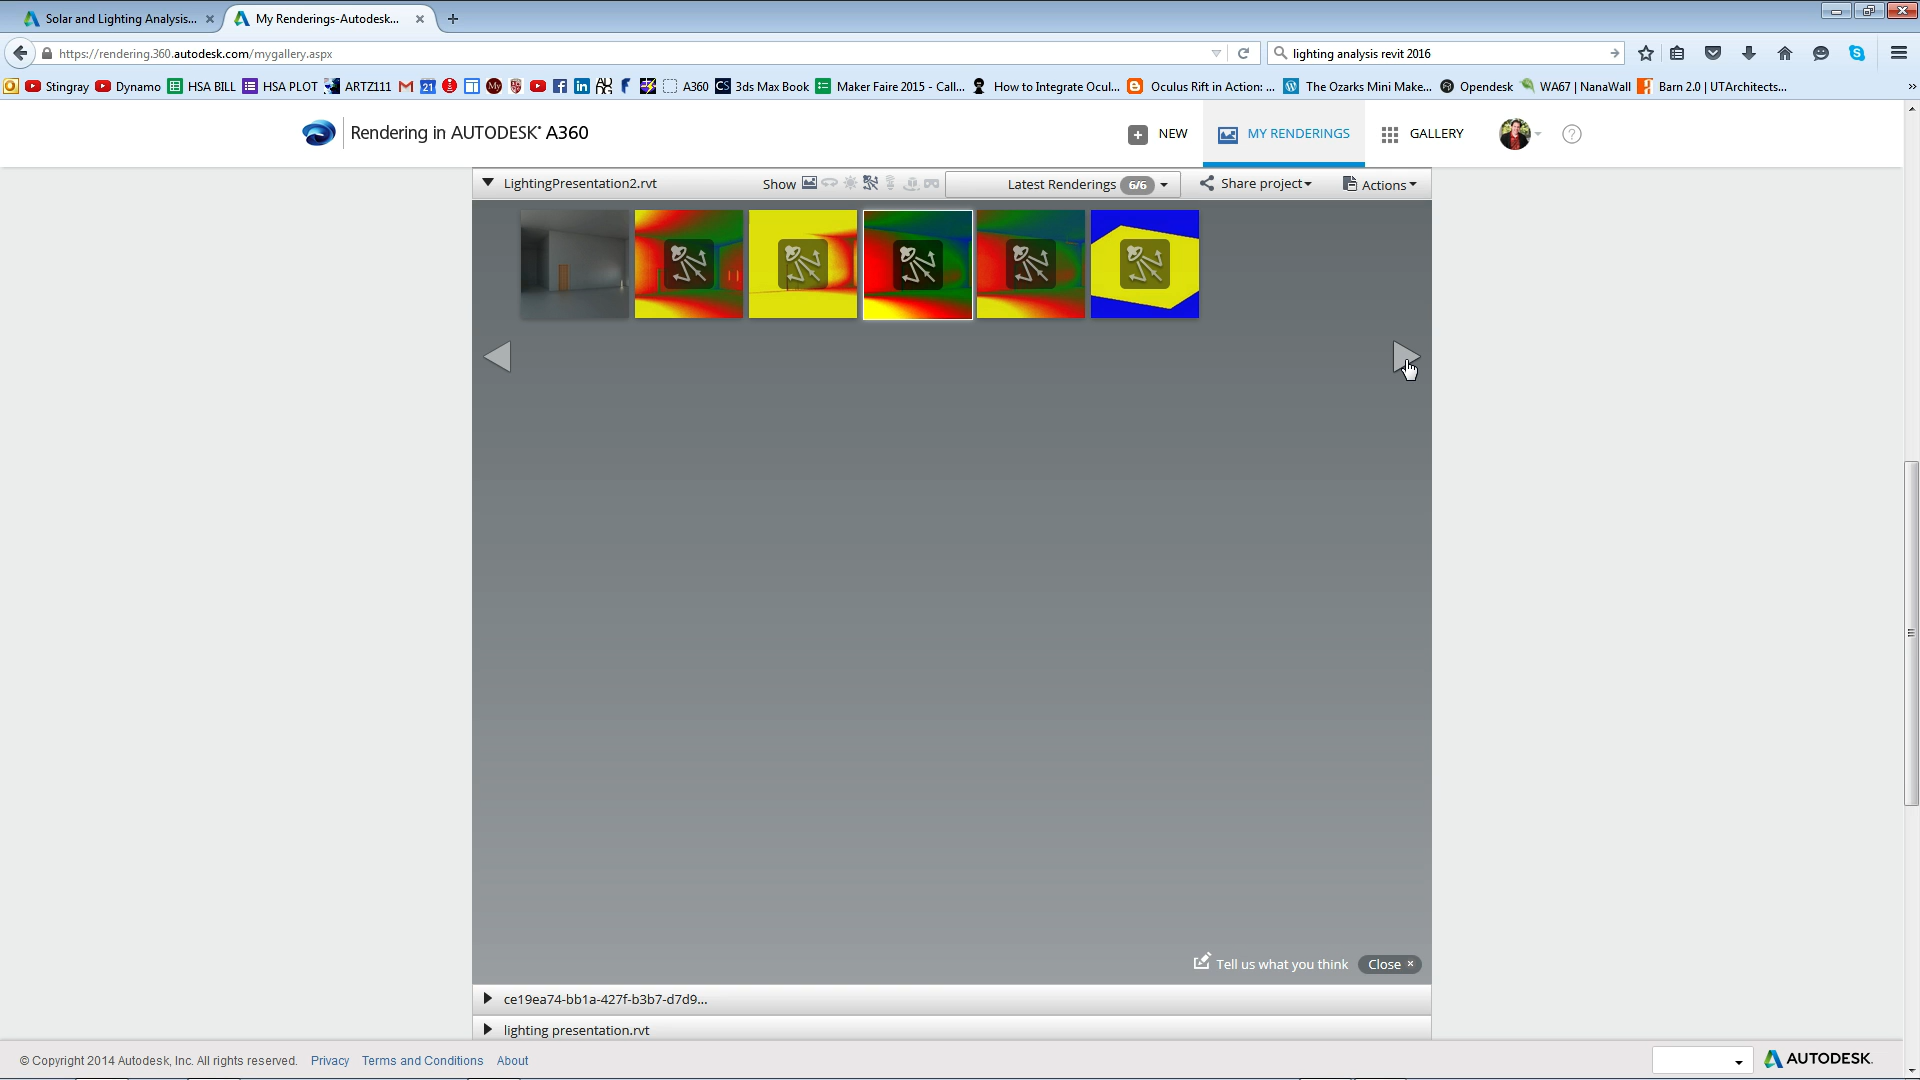 Solar and Lighting Analysis...
My Renderings-Autodesk...
https://rendering.360.autodesk.com/mygallery.aspx
lighting analysis revit 2016
Stingray Dynamo HSA BILL HSA PLOT ARTZ111 21 My A360 CS 3ds Max Book Maker Faire 2015 - Call... How to Integrate Ocul... Oculus Rift in Action: ... The Ozarks Mini Make... Opendesk WA67 | NanaWall Barn 2.0 | UTArchitects... »
Rendering in AUTODESK® A360
NEW MY RENDERINGS GALLERY ?
LightingPresentation2.rvt Show Latest Renderings 6/6 Share project Actions
Tell us what you think Close ×
ce19ea74-bb1a-427f-b3b7-d7d9...
lighting presentation.rvt
© Copyright 2014 Autodesk, Inc. All rights reserved. Privacy Terms and Conditions About
AUTODESK.